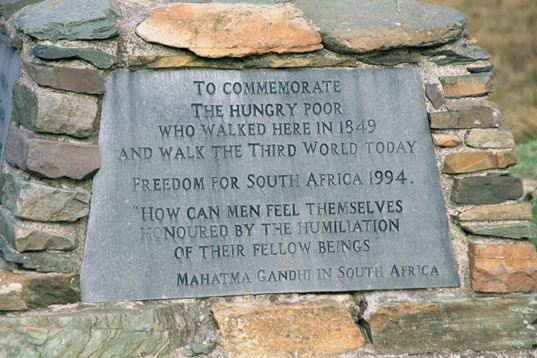 TO COMMEMORATE
THE HUNGRY POOR
WHO WALKED HERE IN 1849
AND WALK THE THIRD WORLD TODAY
FREEDOM FOR SOUTH AFRICA 1994.
"HOW CAN MEN FEEL THEMSELVES
HONOURED BY THE HUMILIATION
OF THEIR FELLOW BEINGS"
MAHATMA GANDHI IN SOUTH AFRICA